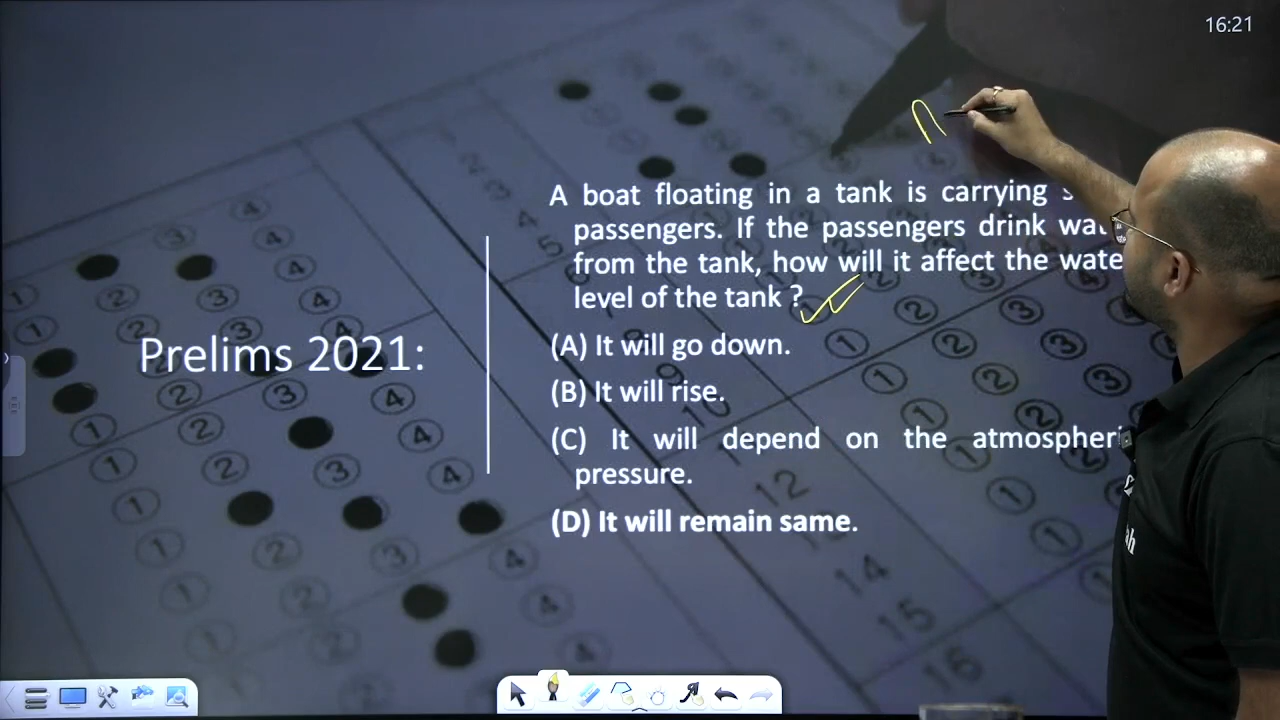 16:21
A boat floating in a tank is carrying
passengers. If the passengers drink
from the tank, how will it affect the
level of the tank ?
Prelims 2021:
(A) It will go down.
(B) It will rise.
(C) It will depend on the
pressure.
(D) It will remain same.